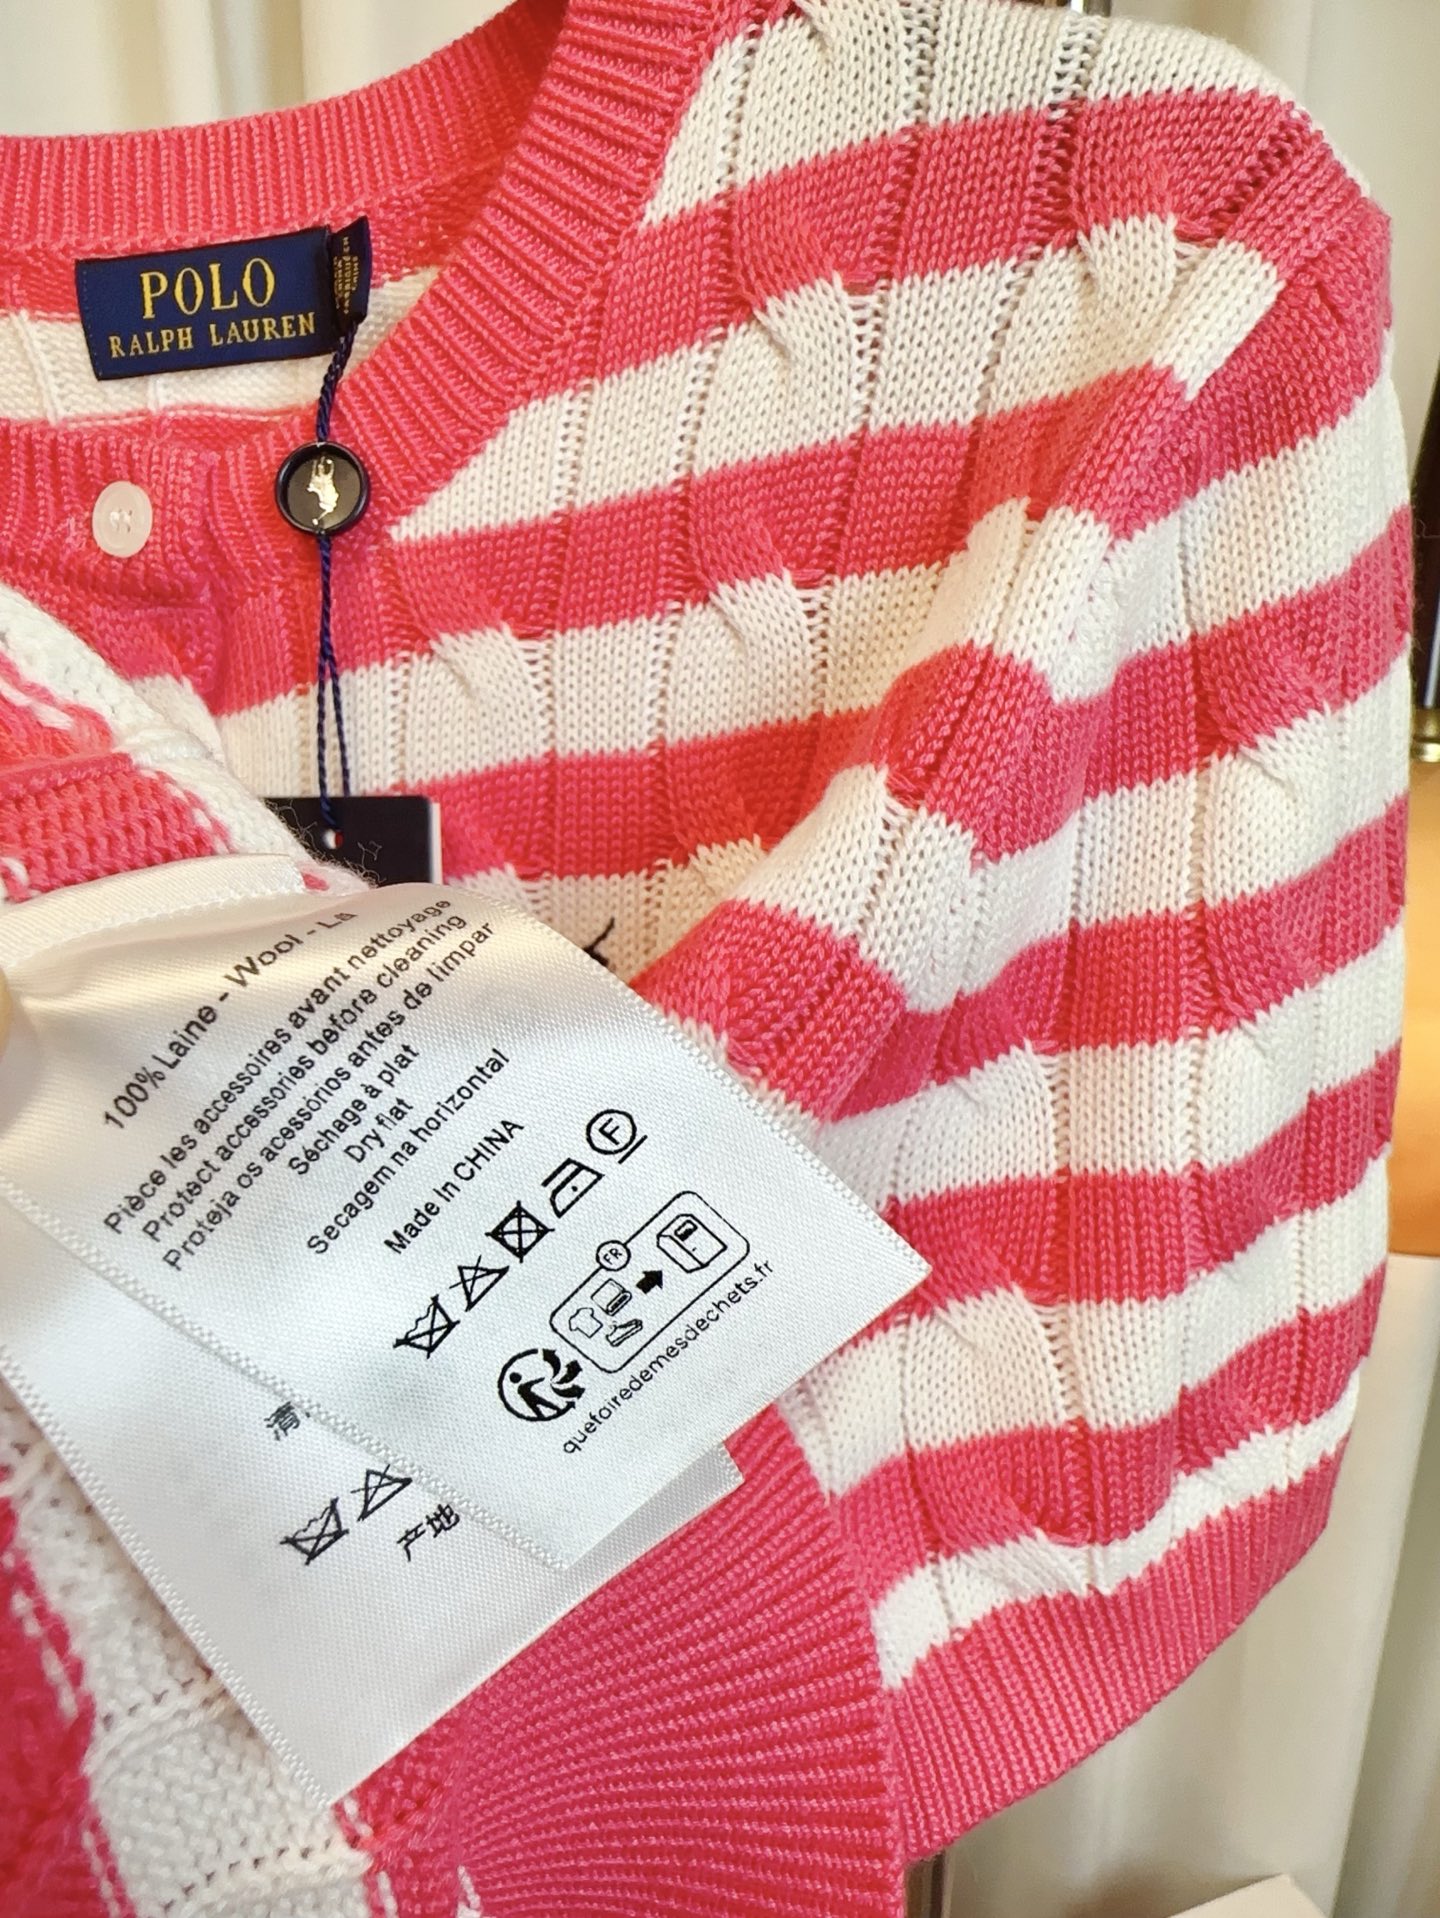 POLO
RALPH LAUREN
100% Laine - Wool - Lã
Pièce les accessoires avant nettoyage
Protect accessories before cleaning
Proteja os acessórios antes de limpar
Séchage à plat
Dry flat
Secagem na horizontal
Made In CHINA
F
FR
quefairedemesdechets.fr
产地